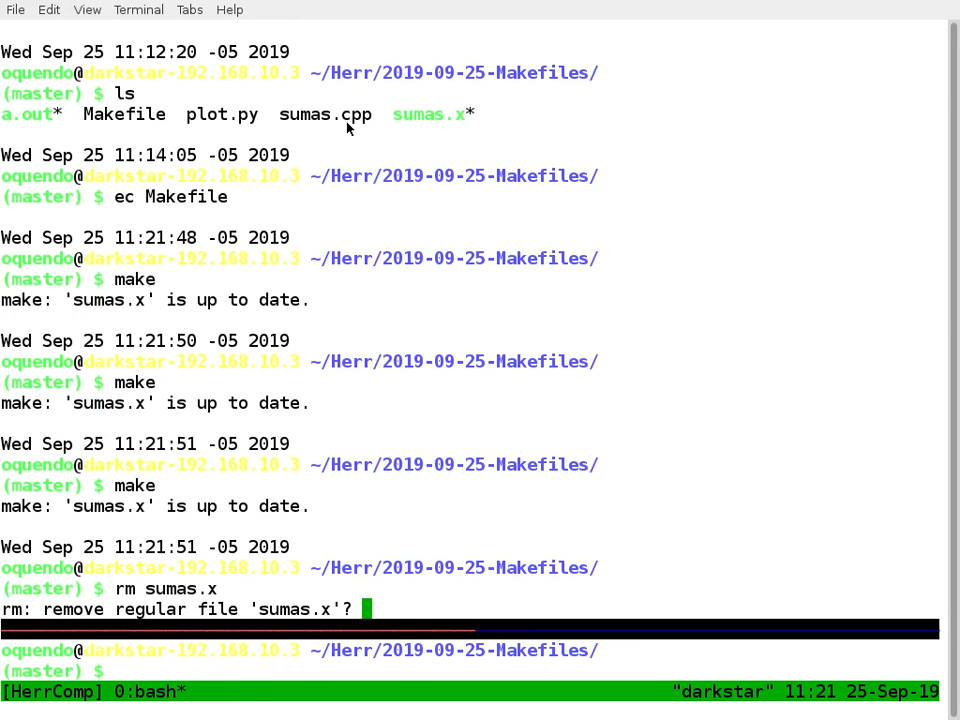 File Edit View Terminal Tabs Help
Wed Sep 25 11:12:20 -05 2019
oquendo@darkstar-192.168.10.3 ~/Herr/2019-09-25-Makefiles/
(master) $ ls
a.out* Makefile plot.py sumas.cpp sumas.x*
Wed Sep 25 11:14:05 -05 2019
oquendo@darkstar-192.168.10.3 ~/Herr/2019-09-25-Makefiles/
(master) $ ec Makefile
Wed Sep 25 11:21:48 -05 2019
oquendo@darkstar-192.168.10.3 ~/Herr/2019-09-25-Makefiles/
(master) $ make
make: 'sumas.x' is up to date.
Wed Sep 25 11:21:50 -05 2019
oquendo@darkstar-192.168.10.3 ~/Herr/2019-09-25-Makefiles/
(master) $ make
make: 'sumas.x' is up to date.
Wed Sep 25 11:21:51 -05 2019
oquendo@darkstar-192.168.10.3 ~/Herr/2019-09-25-Makefiles/
(master) $ make
make: 'sumas.x' is up to date.
Wed Sep 25 11:21:51 -05 2019
oquendo@darkstar-192.168.10.3 ~/Herr/2019-09-25-Makefiles/
(master) $ rm sumas.x
rm: remove regular file 'sumas.x'?
oquendo@darkstar-192.168.10.3 ~/Herr/2019-09-25-Makefiles/
(master) $
[HerrComp] 0:bash* "darkstar" 11:21 25-Sep-19